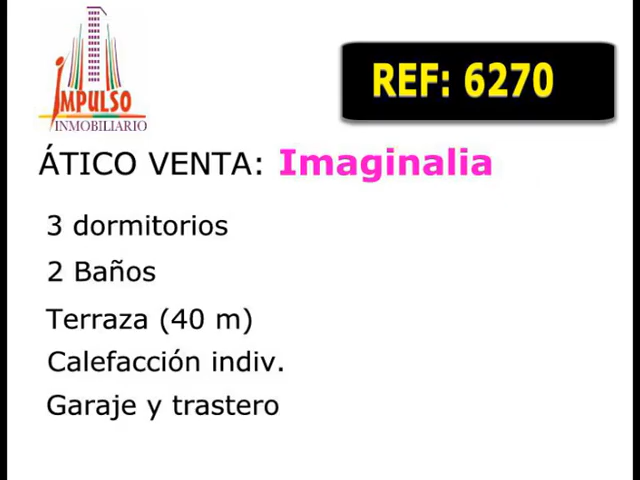 IMPULSO
INMOBILIARIO
REF: 6270
ÁTICO VENTA: Imaginalia
3 dormitorios
2 Baños
Terraza (40 m)
Calefacción indiv.
Garaje y trastero